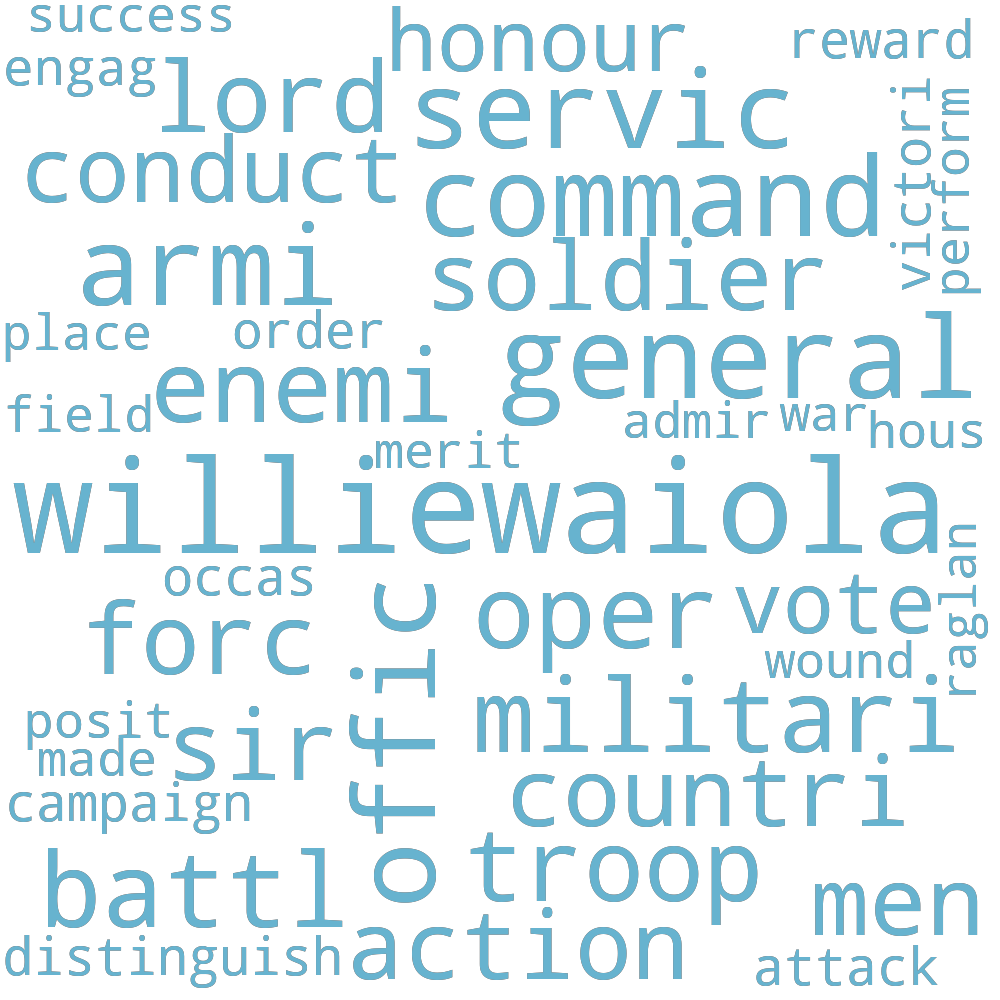 success
honour
reward
engag
lord
servic
victori
perform
conduct
command
armi
soldier
place
order
general
enemi
field
admir
war
hous
merit
williewaiola
occas
raglan
forc
offic
oper
vote
wound
posit
sir
militari
made
campaign
countri
battl
troop
men
distinguish
action
attack